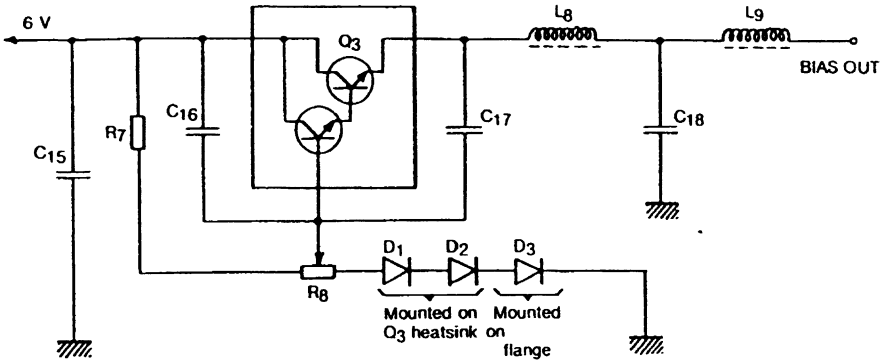 6 V
Q3
L8
L9
BIAS OUT
C16
C17
C18
R7
C15
D1
D2
D3
R8
Mounted on
Q3 heatsink
Mounted
on
flange